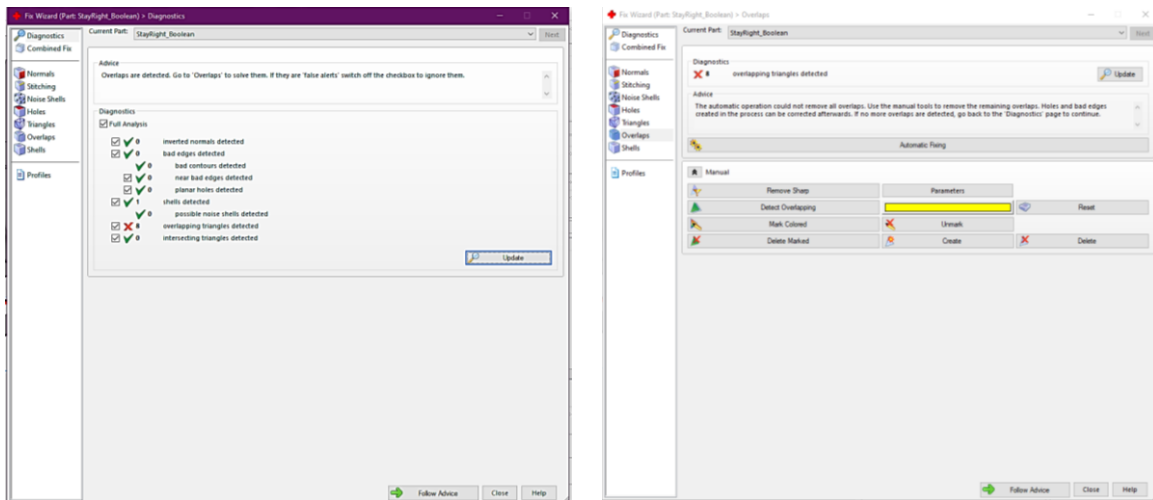 Fix Wizard (Part: StayRight_Boolean) > Diagnostics
Diagnostics
Combined Fix
Normals
Stitching
Noise Shells
Holes
Triangles
Overlaps
Shells
Profiles
Current Part: StayRight_Boolean Next
Advice
Overlaps are detected. Go to 'Overlaps' to solve them. If they are 'false alerts' switch off the checkbox to ignore them.
Diagnostics
Full Analysis
0 inverted normals detected
0 bad edges detected
0 bad contours detected
0 near bad edges detected
0 planar holes detected
1 shells detected
0 possible noise shells detected
8 overlapping triangles detected
0 intersecting triangles detected
Update
Follow Advice Close Help
Fix Wizard (Part: StayRight_Boolean) > Overlaps
Diagnostics
Combined Fix
Normals
Stitching
Noise Shells
Holes
Triangles
Overlaps
Shells
Profiles
Current Part: StayRight_Boolean Next
Diagnostics
8 overlapping triangles detected Update
Advice
The automatic operation could not remove all overlaps. Use the manual tools to remove the remaining overlaps. Holes and bad edges
created in the process can be corrected afterwards. If no more overlaps are detected, go back to the 'Diagnostics' page to continue.
Automatic Fixing
Manual
Remove Sharp Parameters
Detect Overlapping Reset
Mark Colored Unmark
Delete Marked Create Delete
Follow Advice Close Help